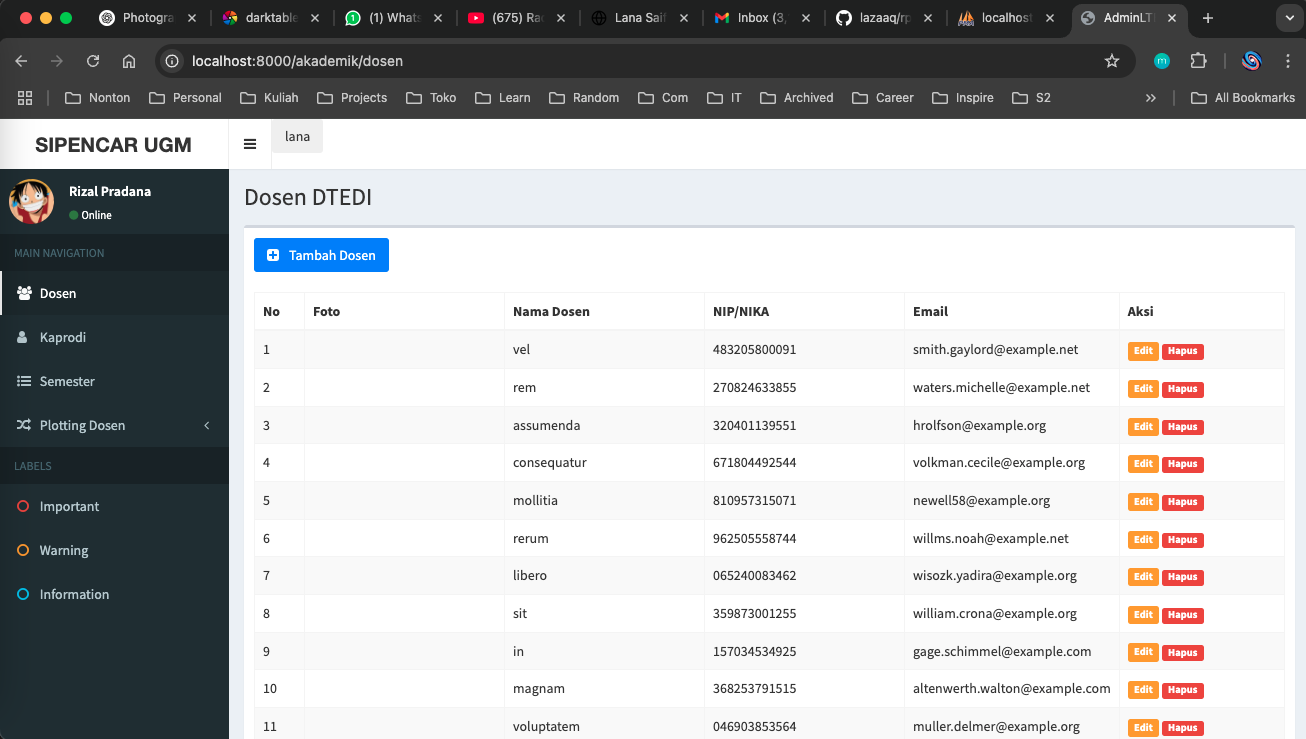 Photogra darktable (1) Whats (675) Rac Lana Saif Inbox (3, lazaaq/rp localhost AdminLT
localhost:8000/akademik/dosen
Nonton Personal Kuliah Projects Toko Learn Random Com IT Archived Career Inspire S2 » All Bookmarks
SIPENCAR UGM
lana
Rizal Pradana
Online
MAIN NAVIGATION
Dosen
Kaprodi
Semester
Plotting Dosen
LABELS
Important
Warning
Information
Dosen DTEDI
Tambah Dosen
No Foto Nama Dosen NIP/NIKA Email Aksi
1 vel 483205800091 smith.gaylord@example.net Edit Hapus
2 rem 270824633855 waters.michelle@example.net Edit Hapus
3 assumenda 320401139551 hrolfson@example.org Edit Hapus
4 consequatur 671804492544 volkman.cecile@example.org Edit Hapus
5 mollitia 810957315071 newell58@example.org Edit Hapus
6 rerum 962505558744 willms.noah@example.net Edit Hapus
7 libero 065240083462 wisozk.yadira@example.org Edit Hapus
8 sit 359873001255 william.crona@example.org Edit Hapus
9 in 157034534925 gage.schimmel@example.com Edit Hapus
10 magnam 368253791515 altenwerth.walton@example.com Edit Hapus
11 voluptatem 046903853564 muller.delmer@example.org Edit Hapus